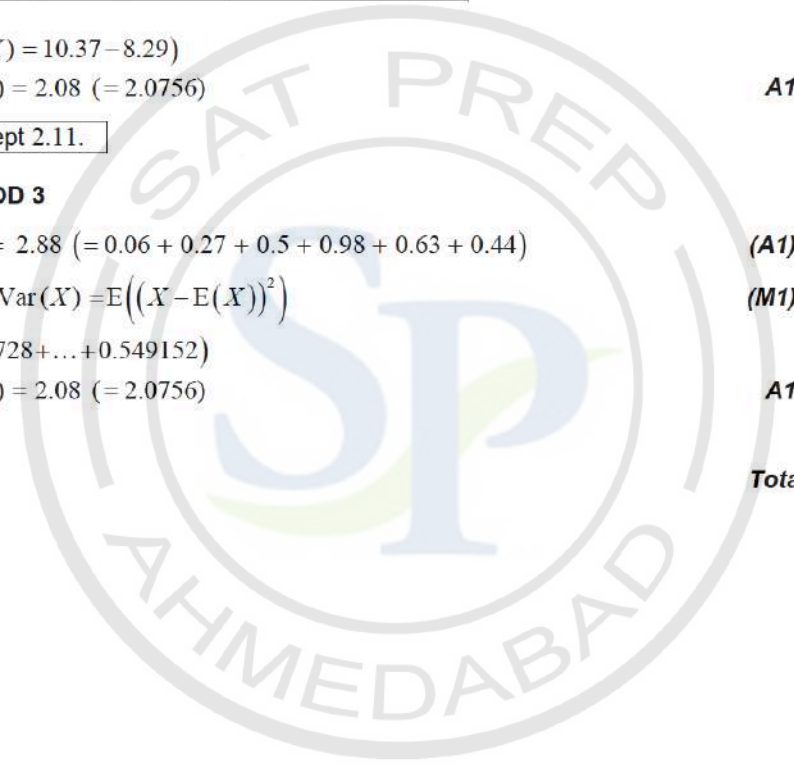 ) = 10.37 − 8.29)
) = 2.08 (= 2.0756)
A1
ept 2.11.
OD 3
= 2.88 (= 0.06 + 0.27 + 0.5 + 0.98 + 0.63 + 0.44)
(A1)
Var(X) = E((X − E(X))²)
(M1)
728+…+0.549152)
) = 2.08 (= 2.0756)
A1
Tota
SAT PREP
SP
AHMEDABAD